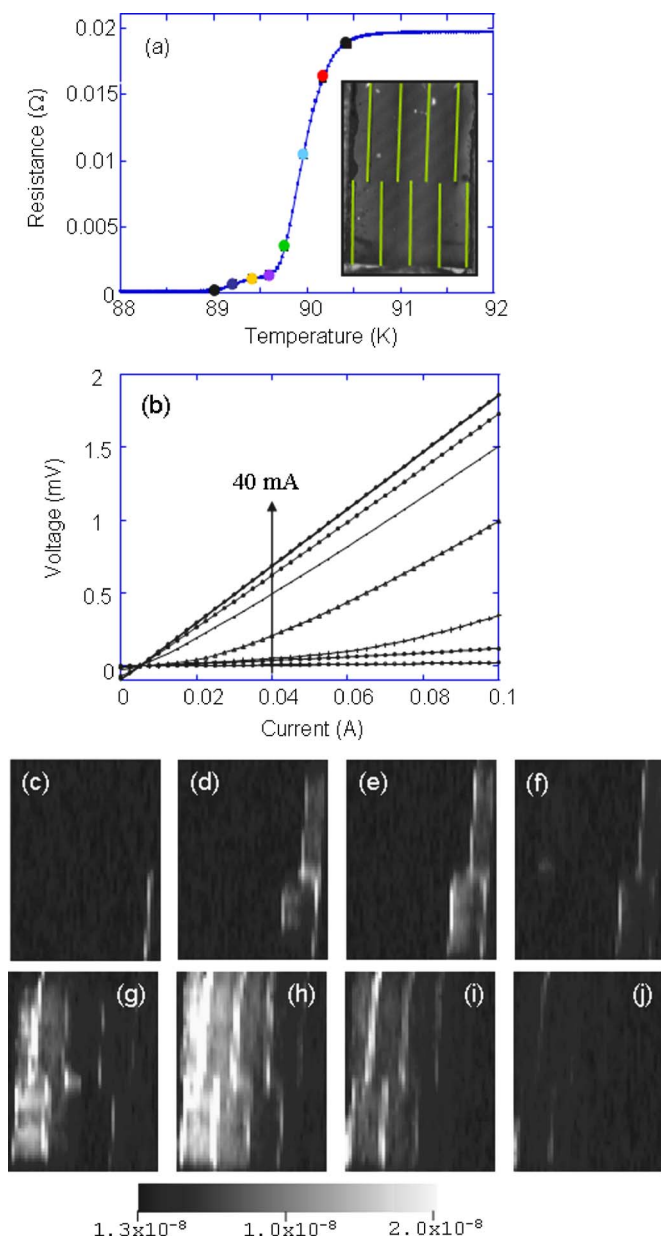 (a)
0.02
0.015
0.01
0.005
0
Resistance (Ω)
88 89 90 91 92
Temperature (K)
(b)
2
1.5
1
0.5
0
Voltage (mV)
40 mA
0 0.02 0.04 0.06 0.08 0.1
Current (A)
(c) (d) (e) (f)
(g) (h) (i) (j)
1.3x10⁻⁸ 1.0x10⁻⁸ 2.0x10⁻⁸